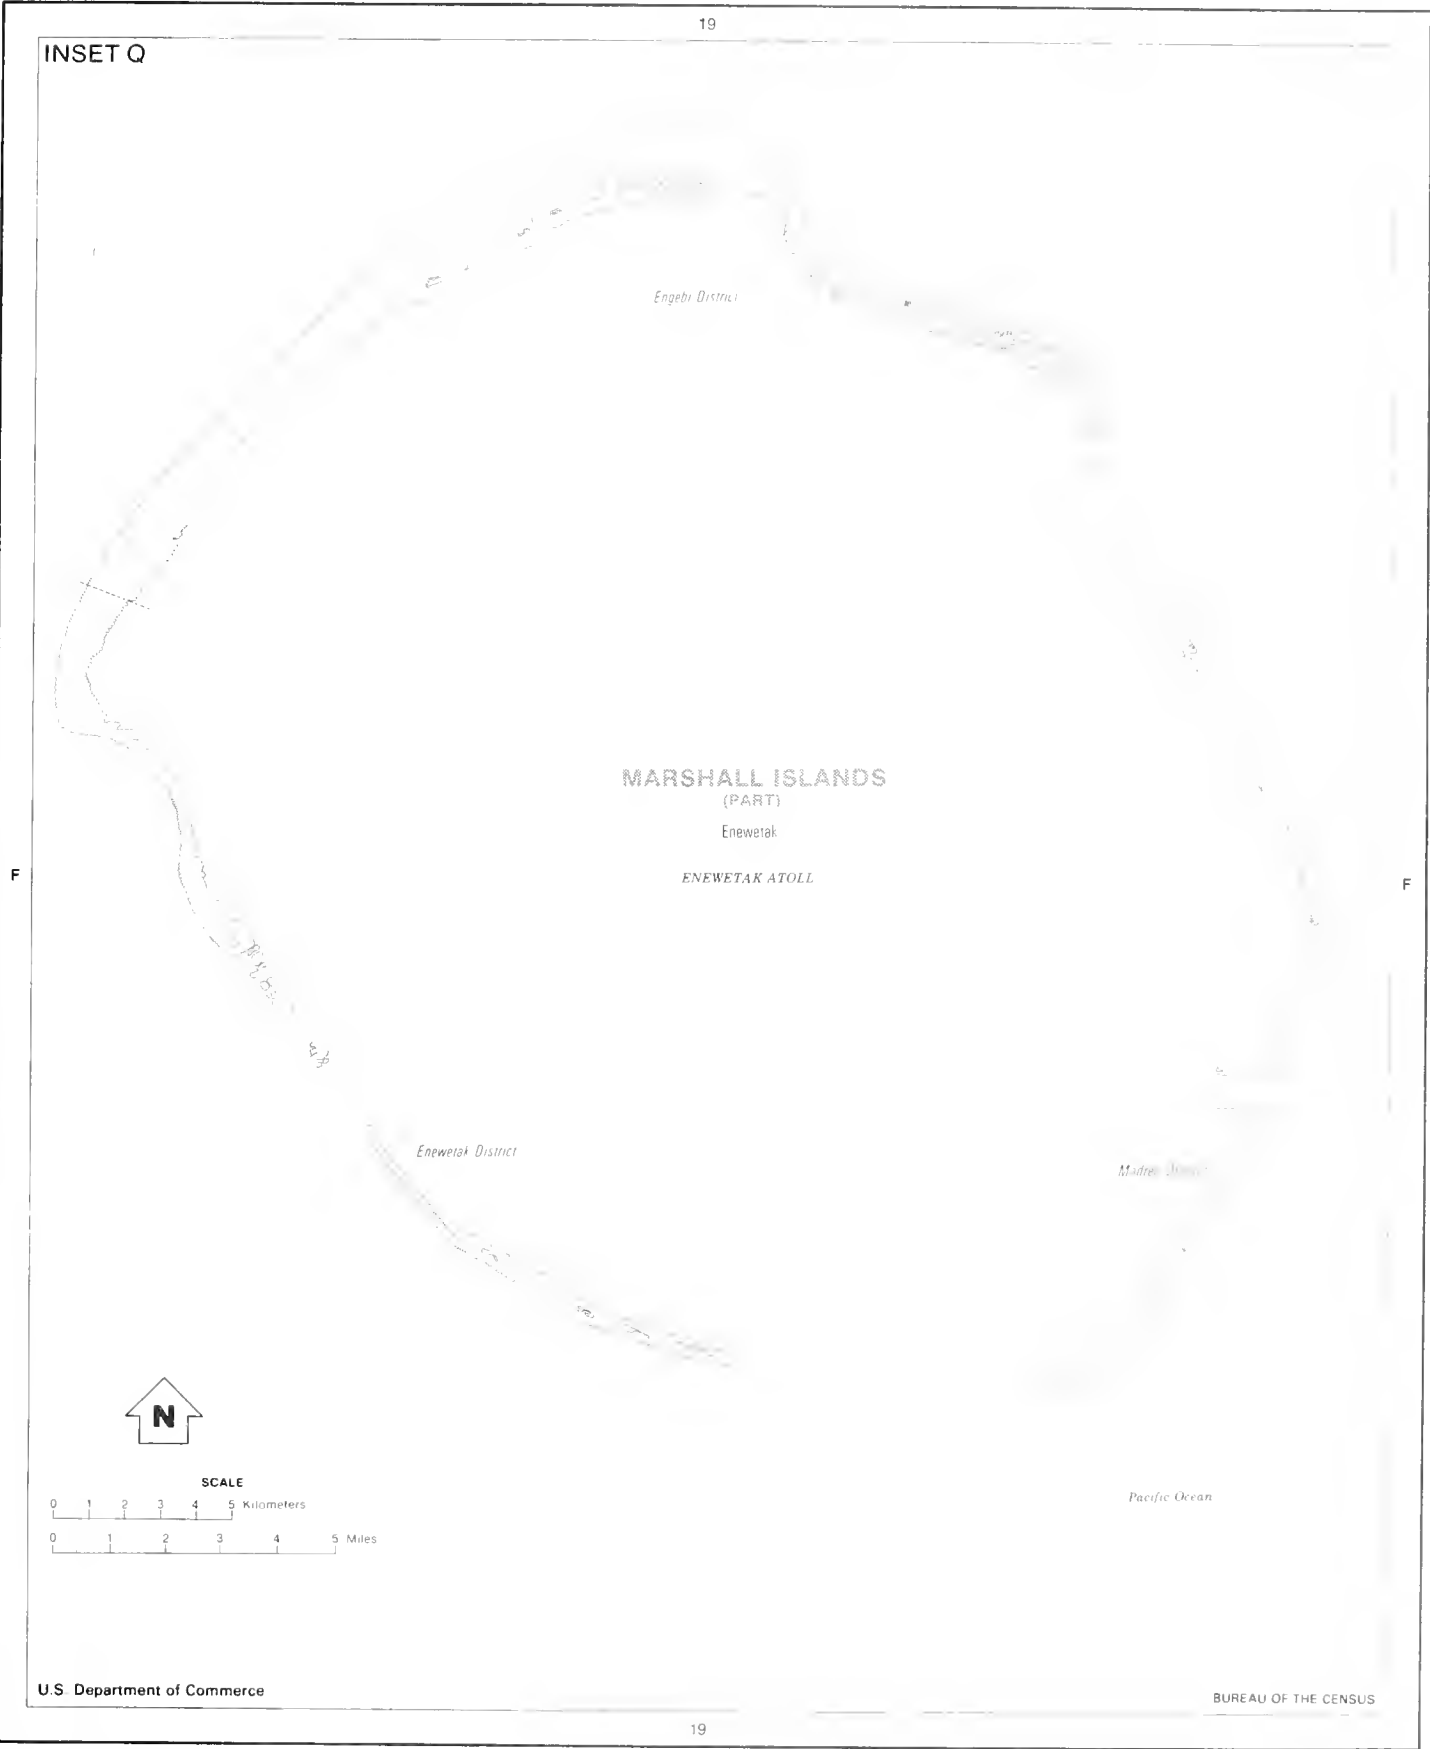 19
INSET Q
Engebi District
MARSHALL ISLANDS
(PART)
Enewetak
ENEWETAK ATOLL
F
F
Enewetak District
N
SCALE
0 1 2 3 4 5 Kilometers
0 1 2 3 4 5 Miles
Pacific Ocean
U.S. Department of Commerce
BUREAU OF THE CENSUS
19